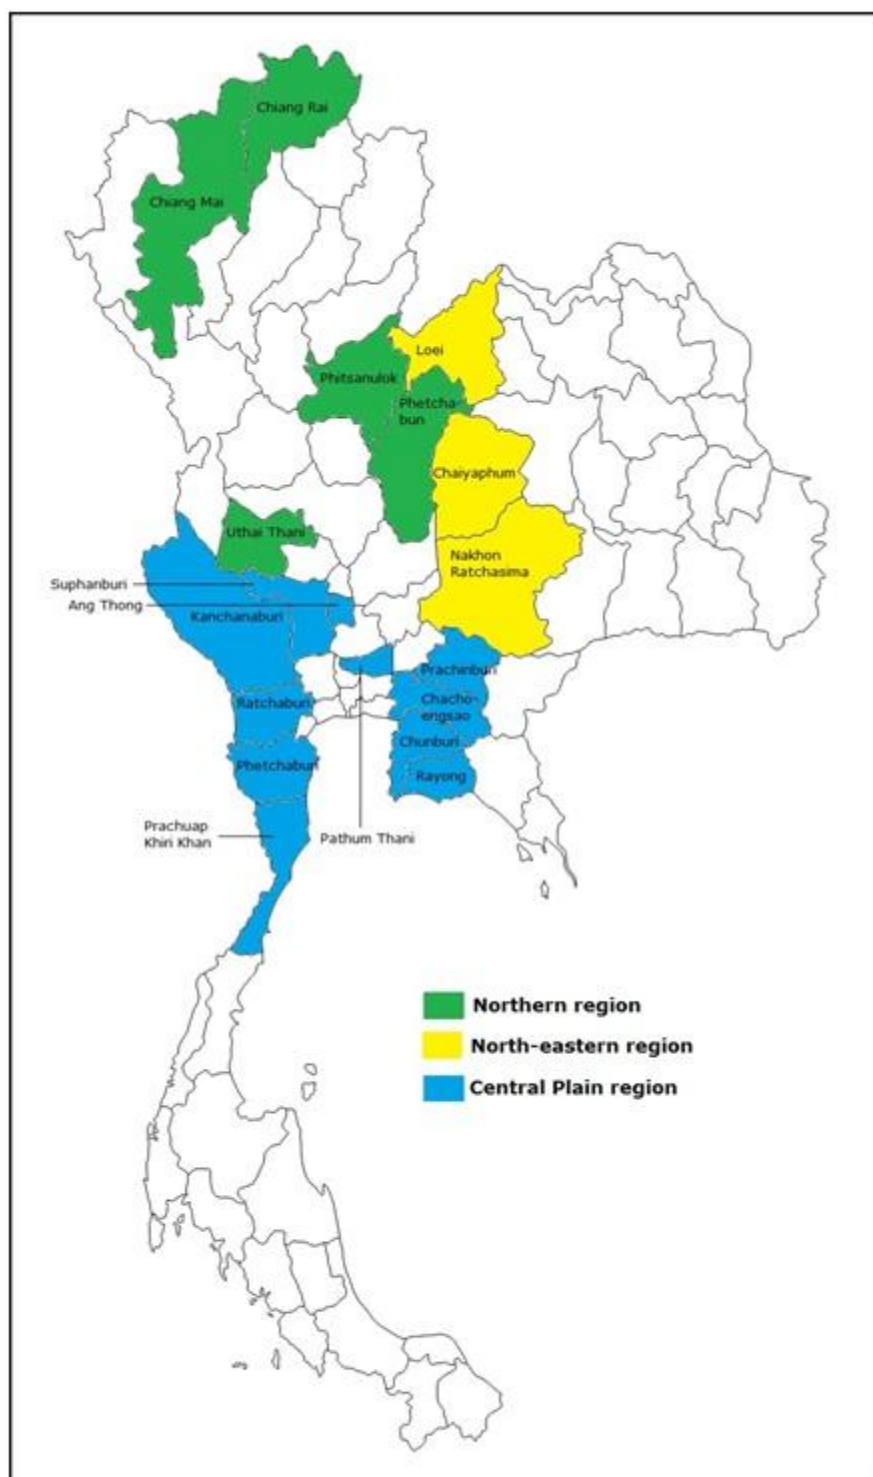 Chiang Rai
Chiang Mai
Loei
Phitsanulok
Phetcha-
bun
Chaiyaphum
Uthai Thani
Nakhon
Ratchasima
Suphanburi
Ang Thong
Kanchanaburi
Prachinburi
Ratchaburi
Chacho-
engsao
Chunburi
Phetchaburi
Rayong
Prachuap
Khiri Khan
Pathum Thani
Northern region
North-eastern region
Central Plain region